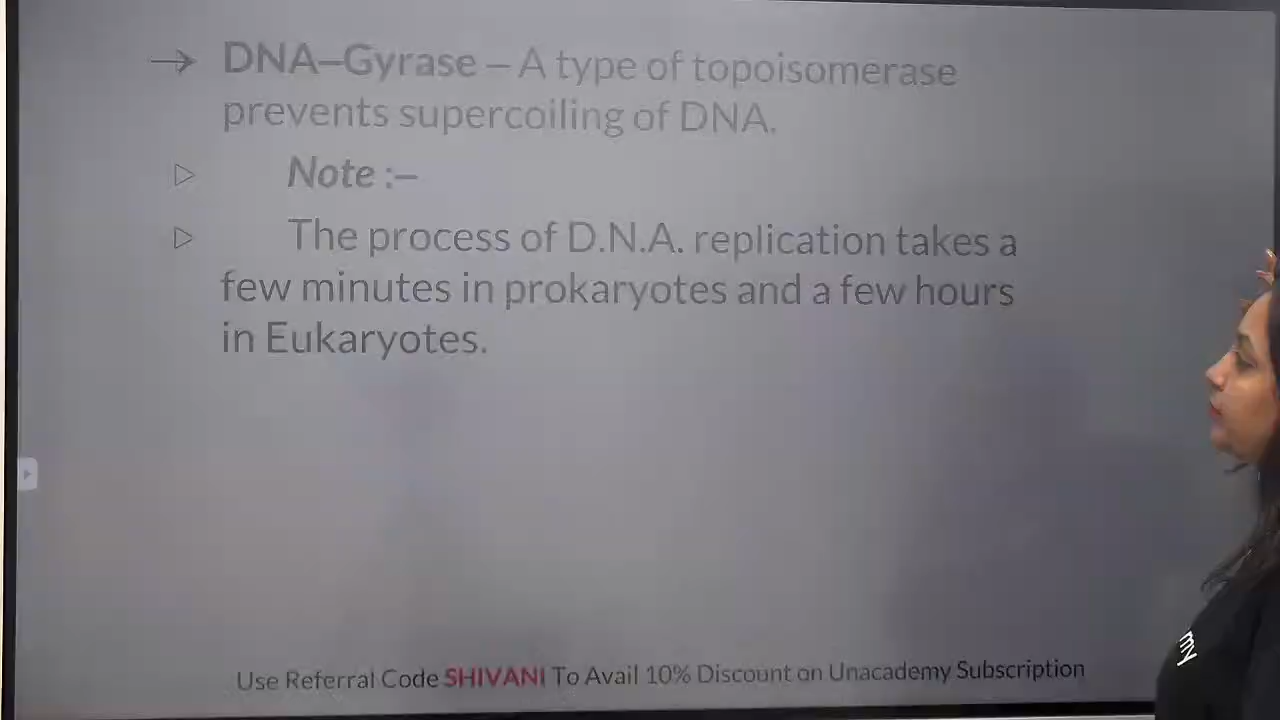 → DNA–Gyrase – A type of topoisomerase
prevents supercoiling of DNA.
▷ Note :–
▷ The process of D.N.A. replication takes a
few minutes in prokaryotes and a few hours
in Eukaryotes.
Use Referral Code SHIVANI To Avail 10% Discount on Unacademy Subscription